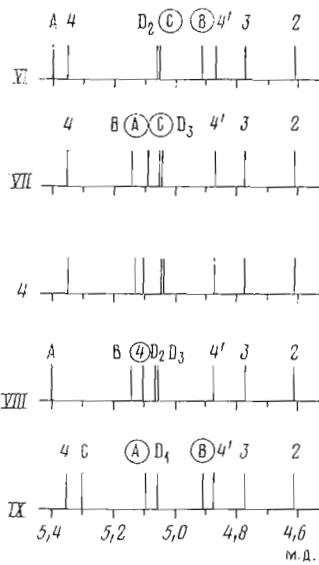 A 4 D2 C B 4' 3 2
VI
4 B A C D3 4' 3 2
VII
4
A B 4 D2 D3 4' 3 2
VIII
4 C A D1 B 4' 3 2
IX
5,4 5,2 5,0 4,8 4,6
м.д.